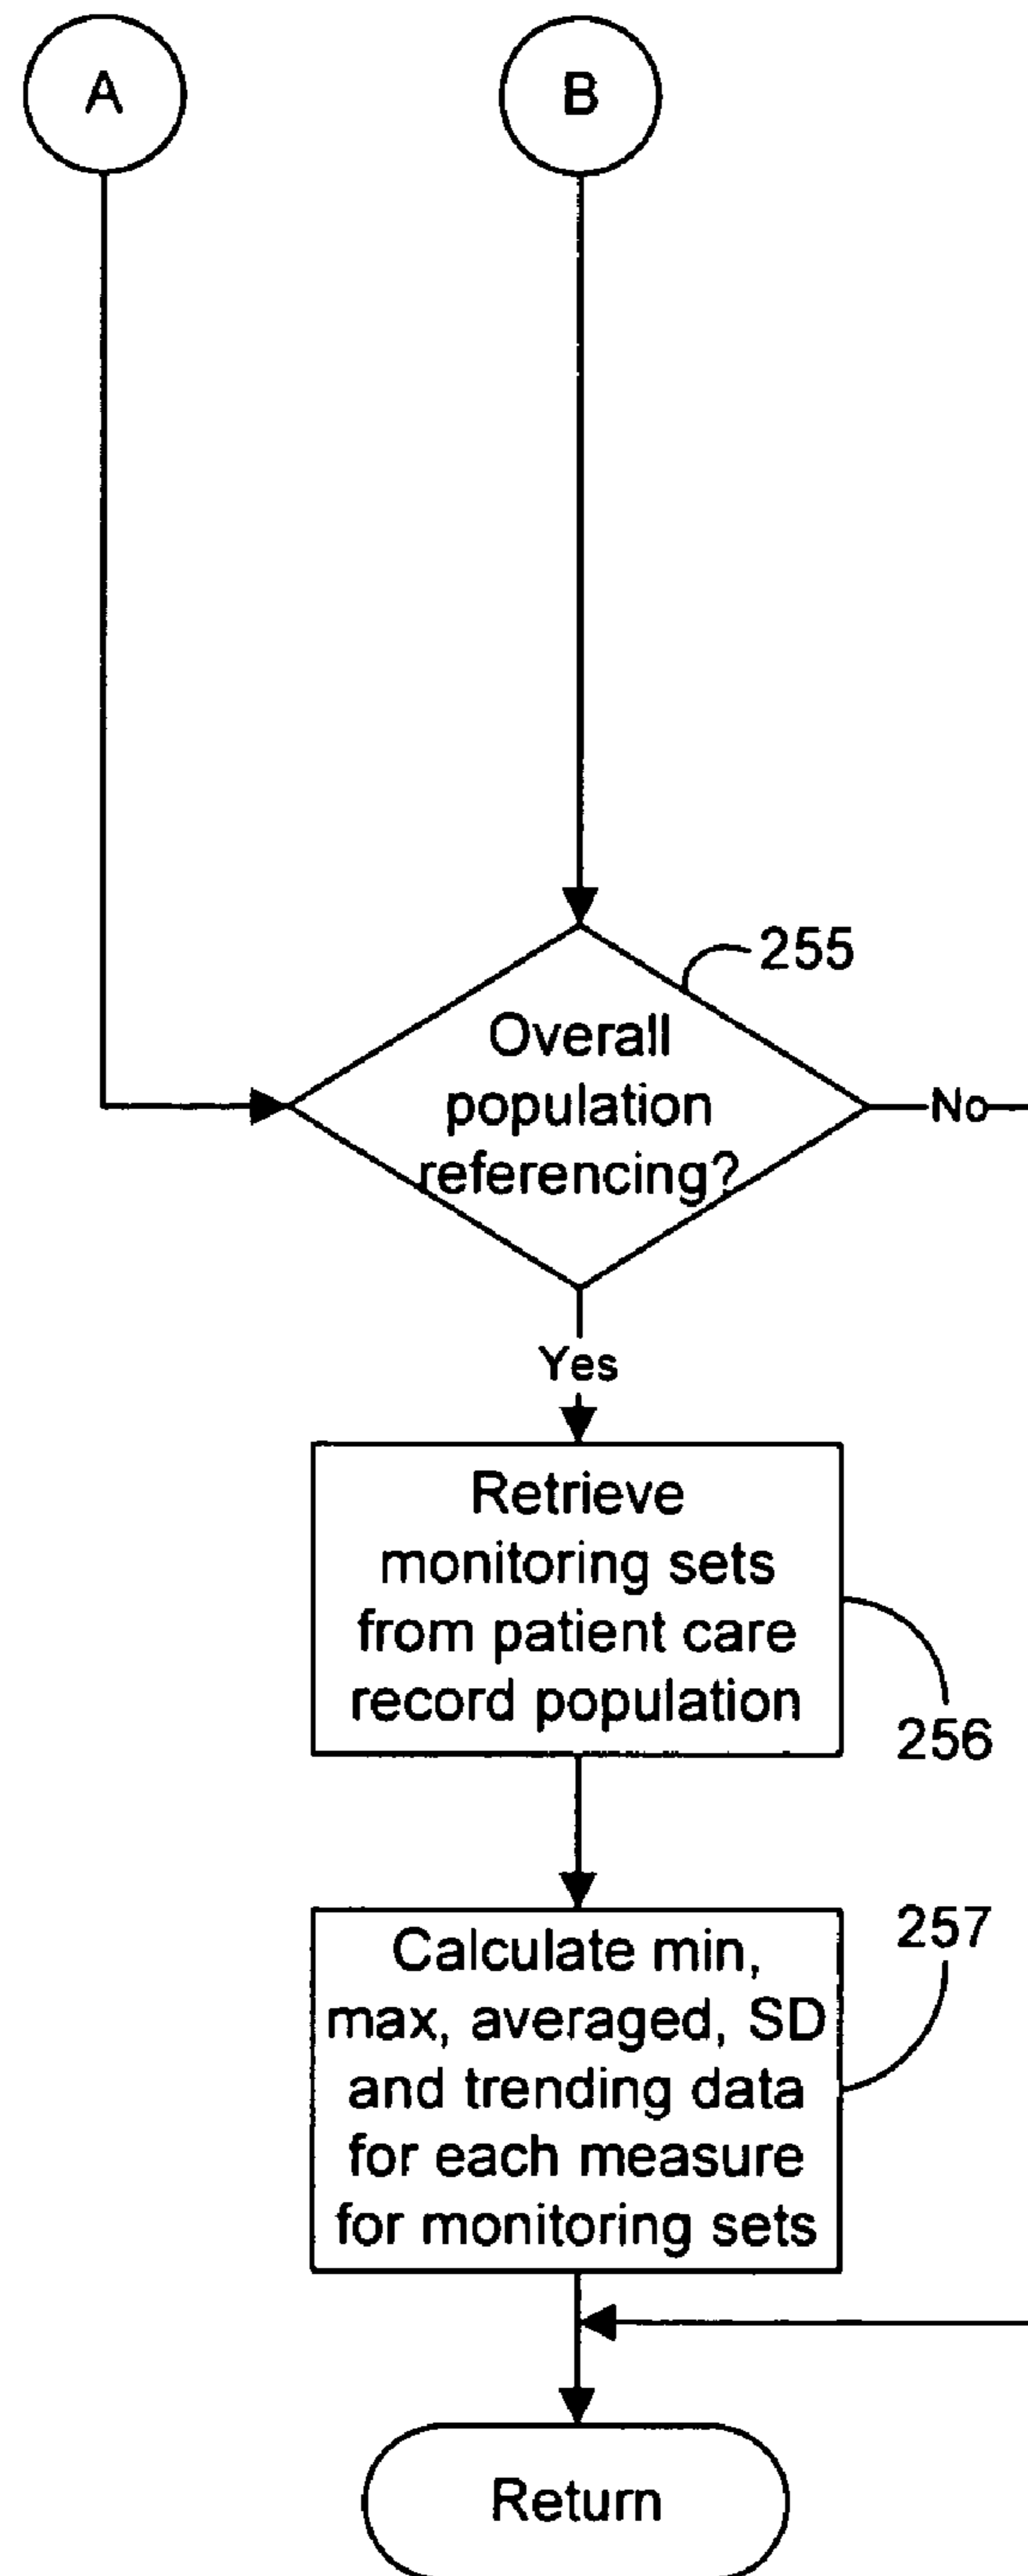 A
B
255
Overall
population
referencing?
No
Yes
Retrieve
monitoring sets
from patient care
record population
256
257
Calculate min,
max, averaged, SD
and trending data
for each measure
for monitoring sets
Return